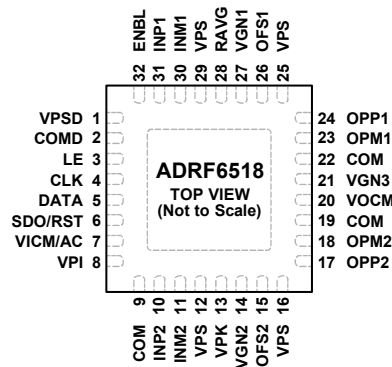 32 ENBL
31 INP1
30 INM1
29 VPS
28 RAVG
27 VGN1
26 OFS1
25 VPS
VPSD 1
COMD 2
LE 3
CLK 4
DATA 5
SDO/RST 6
VICM/AC 7
VPI 8
ADRF6518
TOP VIEW
(Not to Scale)
24 OPP1
23 OPM1
22 COM
21 VGN3
20 VOCM
19 COM
18 OPM2
17 OPP2
COM 9
INP2 10
INM2 11
VPS 12
VPK 13
VGN2 14
OFS2 15
VPS 16